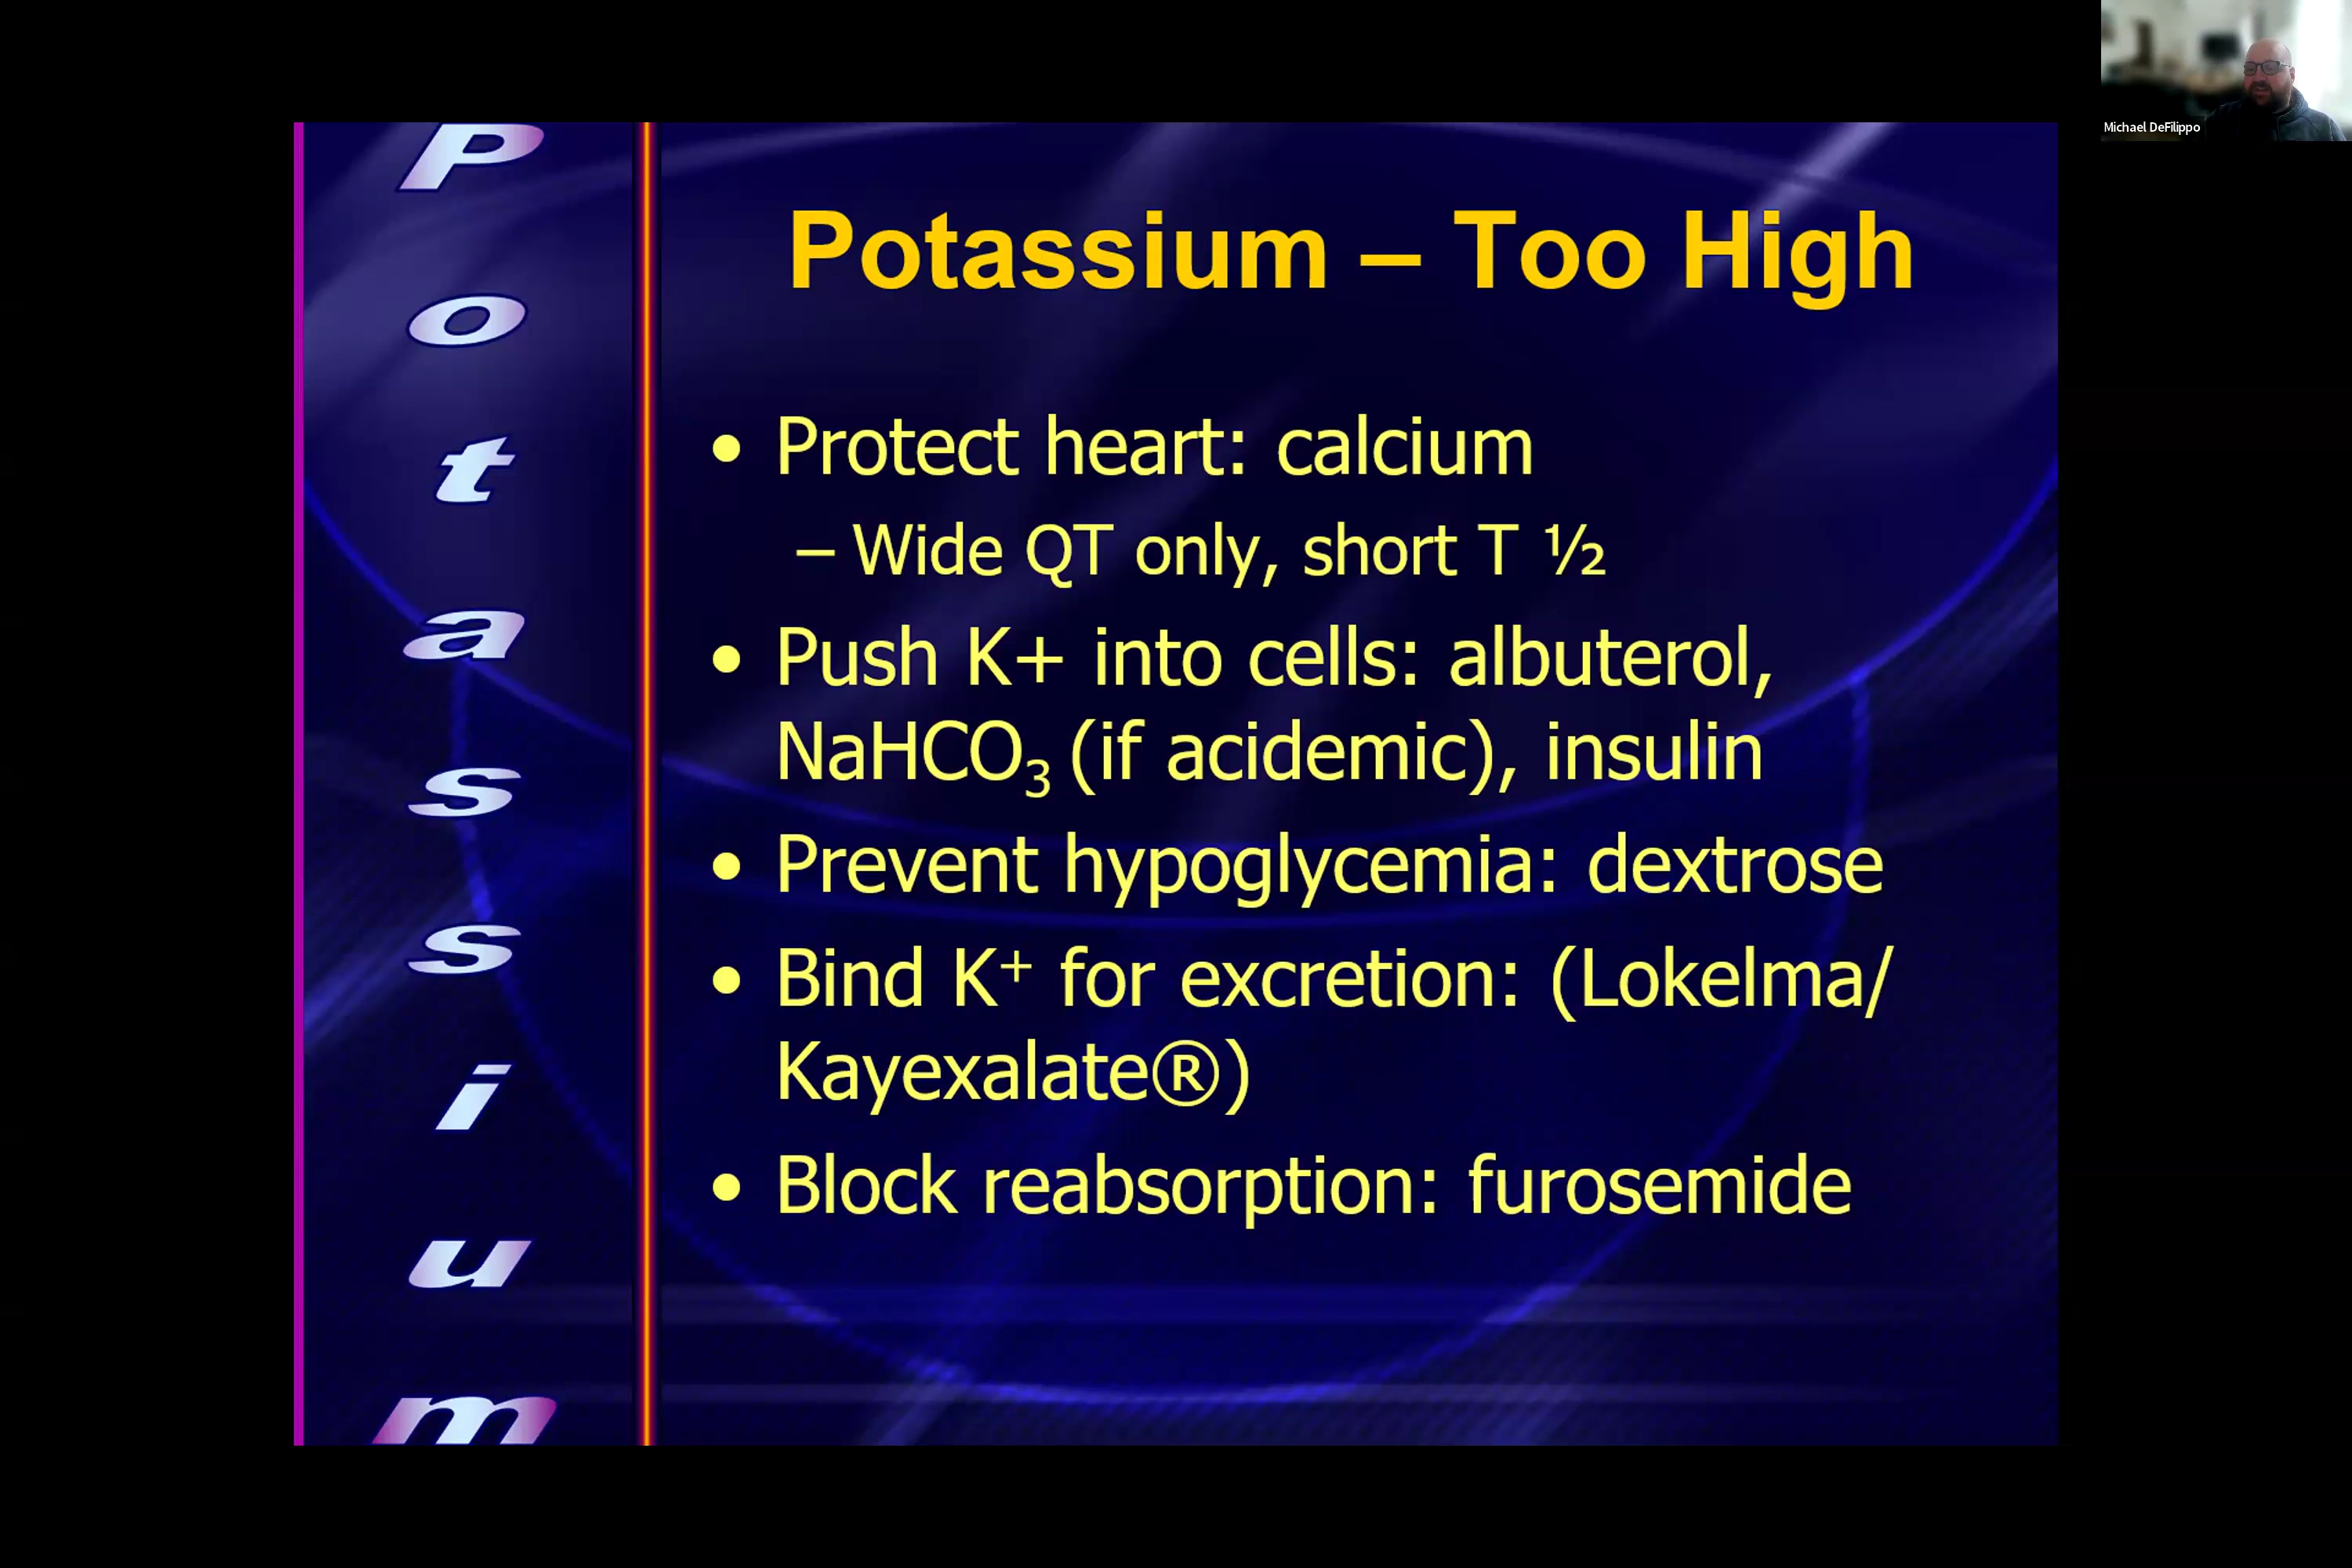 Potassium
Potassium – Too High
• Protect heart: calcium
– Wide QT only, short T ½
• Push K+ into cells: albuterol,
NaHCO₃ (if acidemic), insulin
• Prevent hypoglycemia: dextrose
• Bind K⁺ for excretion: (Lokelma/
Kayexalate®)
• Block reabsorption: furosemide
Michael DeFilippo